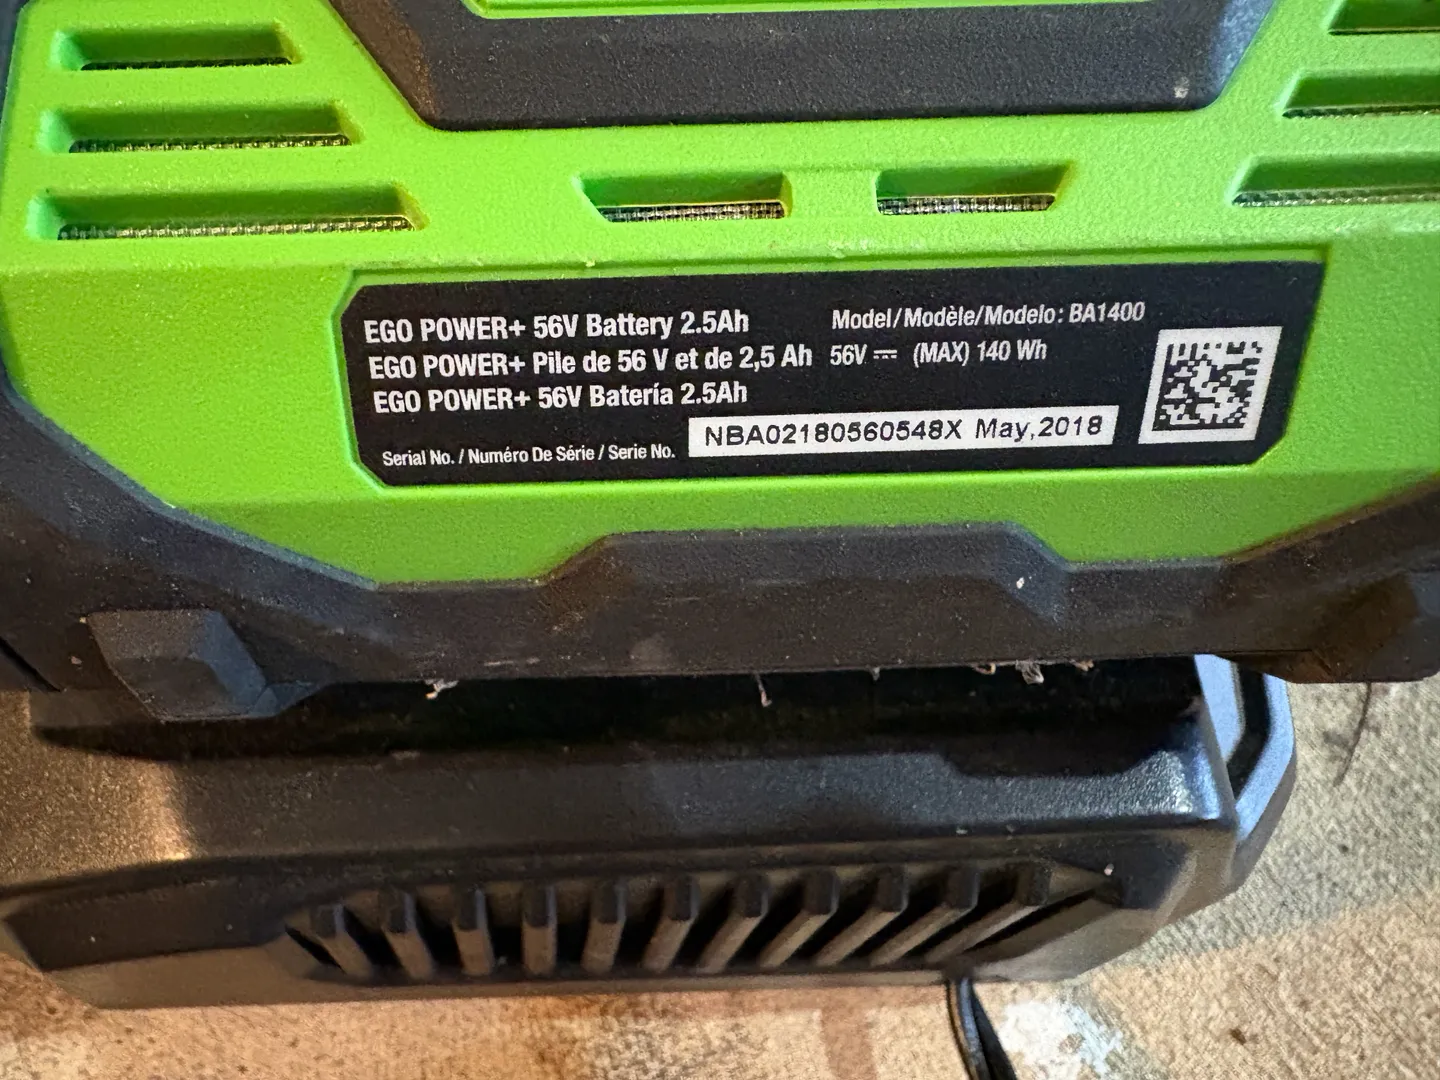 EGO POWER+ 56V Battery 2.5Ah
EGO POWER+ Pile de 56 V et de 2,5 Ah
EGO POWER+ 56V Batería 2.5Ah
Model/Modèle/Modelo: BA1400
56V ⎓ (MAX) 140 Wh
Serial No. / Numéro De Série / Serie No.
NBA02180560548X May,2018